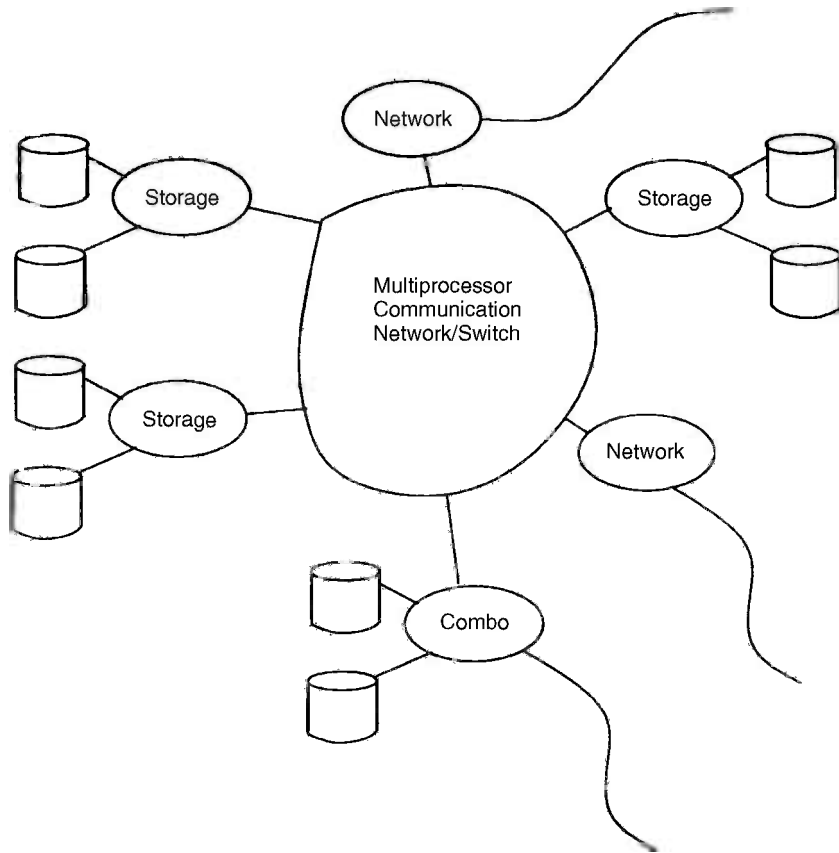 Network
Storage
Storage
Multiprocessor
Communication
Network/Switch
Storage
Network
Combo